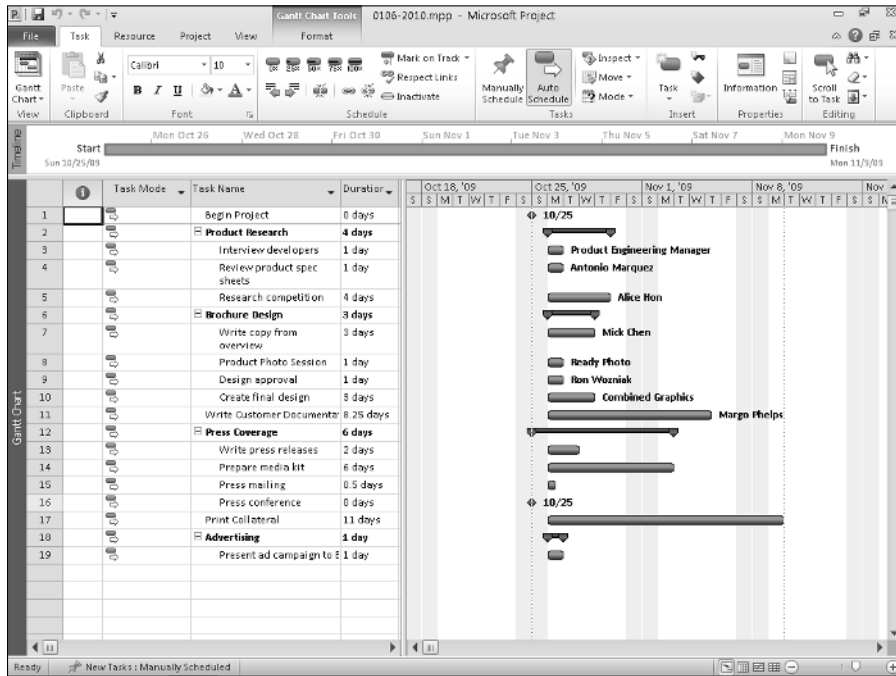 Gantt Chart Tools 0106-2010.mpp - Microsoft Project
File Task Resource Project View Format
Gantt Chart
Paste
Calibri 10
B I U A
0x 25x 50x 75x 100x
Mark on Track
Respect Links
Inactivate
Manually Schedule
Auto Schedule
Inspect
Move
Mode
Task
Information
Scroll to Task
View Clipboard Font Schedule Tasks Insert Properties Editing
Timeline
Mon Oct 26 Wed Oct 28 Fri Oct 30 Sun Nov 1 Tue Nov 3 Thu Nov 5 Sat Nov 7 Mon Nov 9
Start Finish
Sun 10/25/09 Mon 11/9/09
Task Mode Task Name Duration
Oct 18, '09 Oct 25, '09 Nov 1, '09 Nov 8, '09 Nov
S S M T W T F S S M T W T F S S M T W T F S S M T W T F S S M
1 Begin Project 0 days 10/25
2 Product Research 4 days
3 Interview developers 1 day Product Engineering Manager
4 Review product spec sheets 1 day Antonio Marquez
5 Research competition 4 days Alice Hon
6 Brochure Design 3 days
7 Write copy from overview 3 days Mick Chen
8 Product Photo Session 1 day Ready Photo
9 Design approval 1 day Ron Wozniak
10 Create final design 3 days Combined Graphics
11 Write Customer Documentat 8.25 days Margo Phelps
12 Press Coverage 6 days
13 Write press releases 2 days
14 Prepare media kit 6 days
15 Press mailing 0.5 days
16 Press conference 0 days 10/25
17 Print Collateral 11 days
18 Advertising 1 day
19 Present ad campaign to 1 day
Gantt Chart
Ready New Tasks : Manually Scheduled